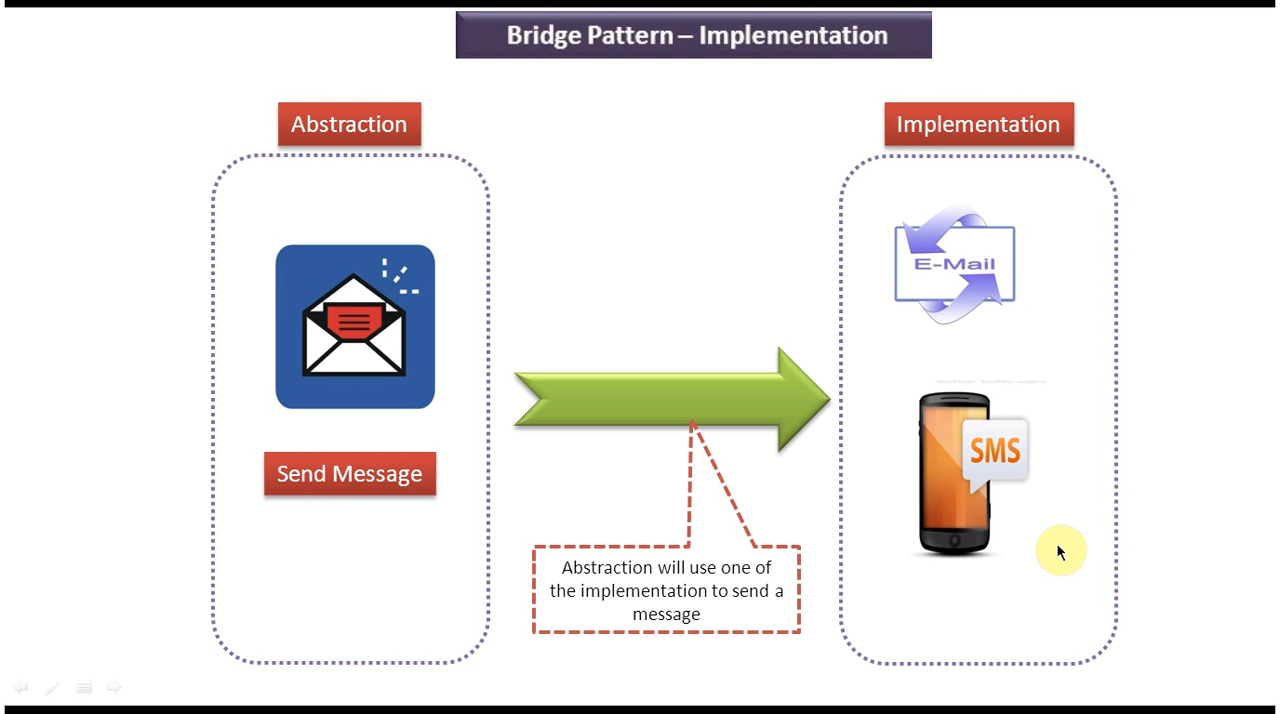 Bridge Pattern – Implementation
Abstraction
Implementation
E-Mail
SMS
Send Message
Abstraction will use one of
the implementation to send a
message